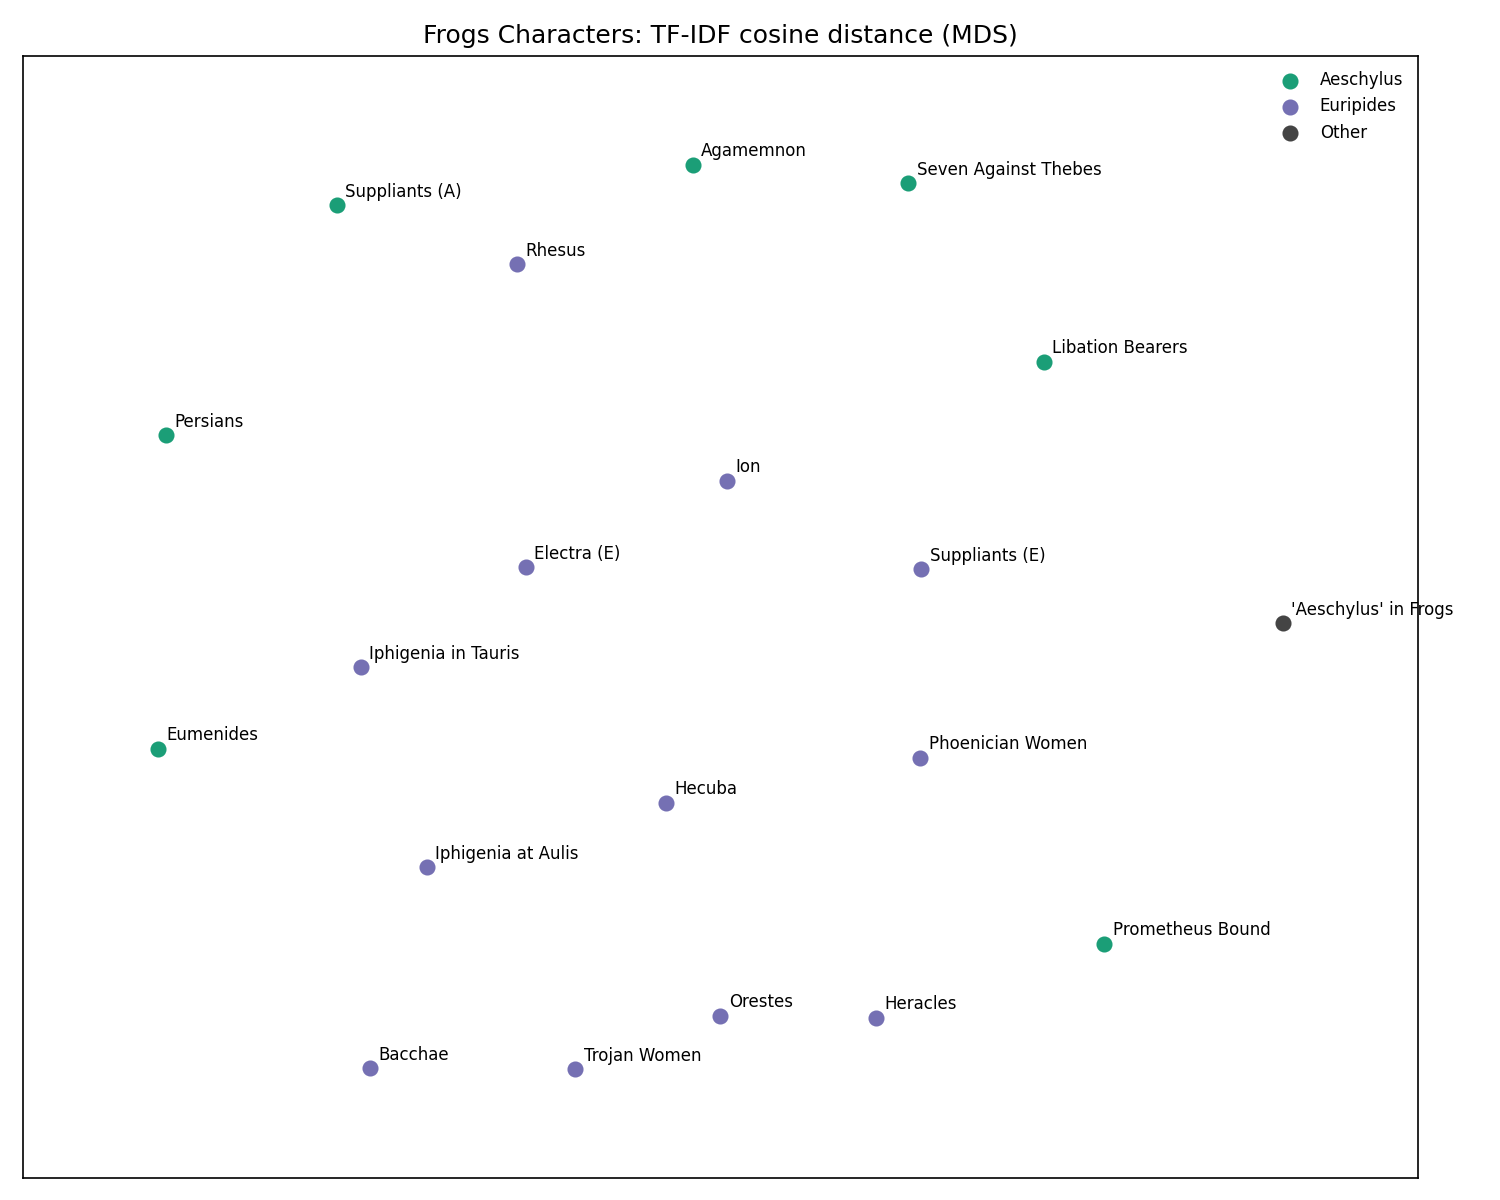 Frogs Characters: TF-IDF cosine distance (MDS)
Aeschylus
Euripides
Other
Agamemnon
Seven Against Thebes
Suppliants (A)
Rhesus
Libation Bearers
Persians
Ion
Electra (E)
Suppliants (E)
'Aeschylus' in Frogs
Iphigenia in Tauris
Eumenides
Phoenician Women
Hecuba
Iphigenia at Aulis
Prometheus Bound
Orestes
Heracles
Bacchae
Trojan Women